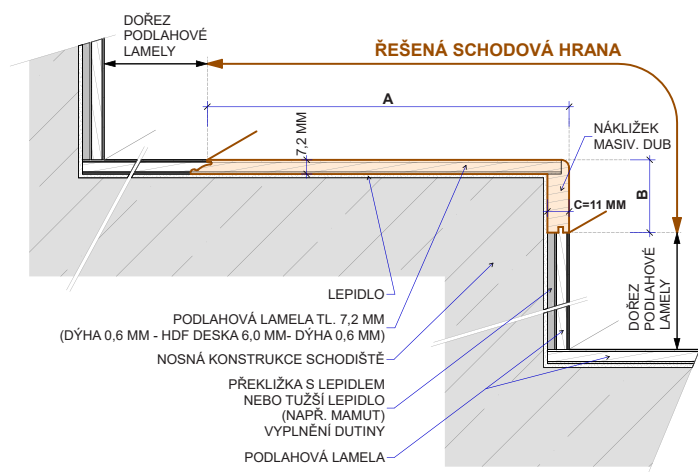 DOŘEZ
PODLAHOVÉ
LAMELY
ŘEŠENÁ SCHODOVÁ HRANA
A
7,2 MM
NÁKLIŽEK
MASIV. DUB
B
C=11 MM
DOŘEZ
PODLAHOVÉ
LAMELY
LEPIDLO
PODLAHOVÁ LAMELA TL. 7,2 MM
(DÝHA 0,6 MM - HDF DESKA 6,0 MM- DÝHA 0,6 MM)
NOSNÁ KONSTRUKCE SCHODIŠTĚ
PŘEKLIŽKA S LEPIDLEM
NEBO TUŽŠÍ LEPIDLO
(NAPŘ. MAMUT)
VYPLNĚNÍ DUTINY
PODLAHOVÁ LAMELA